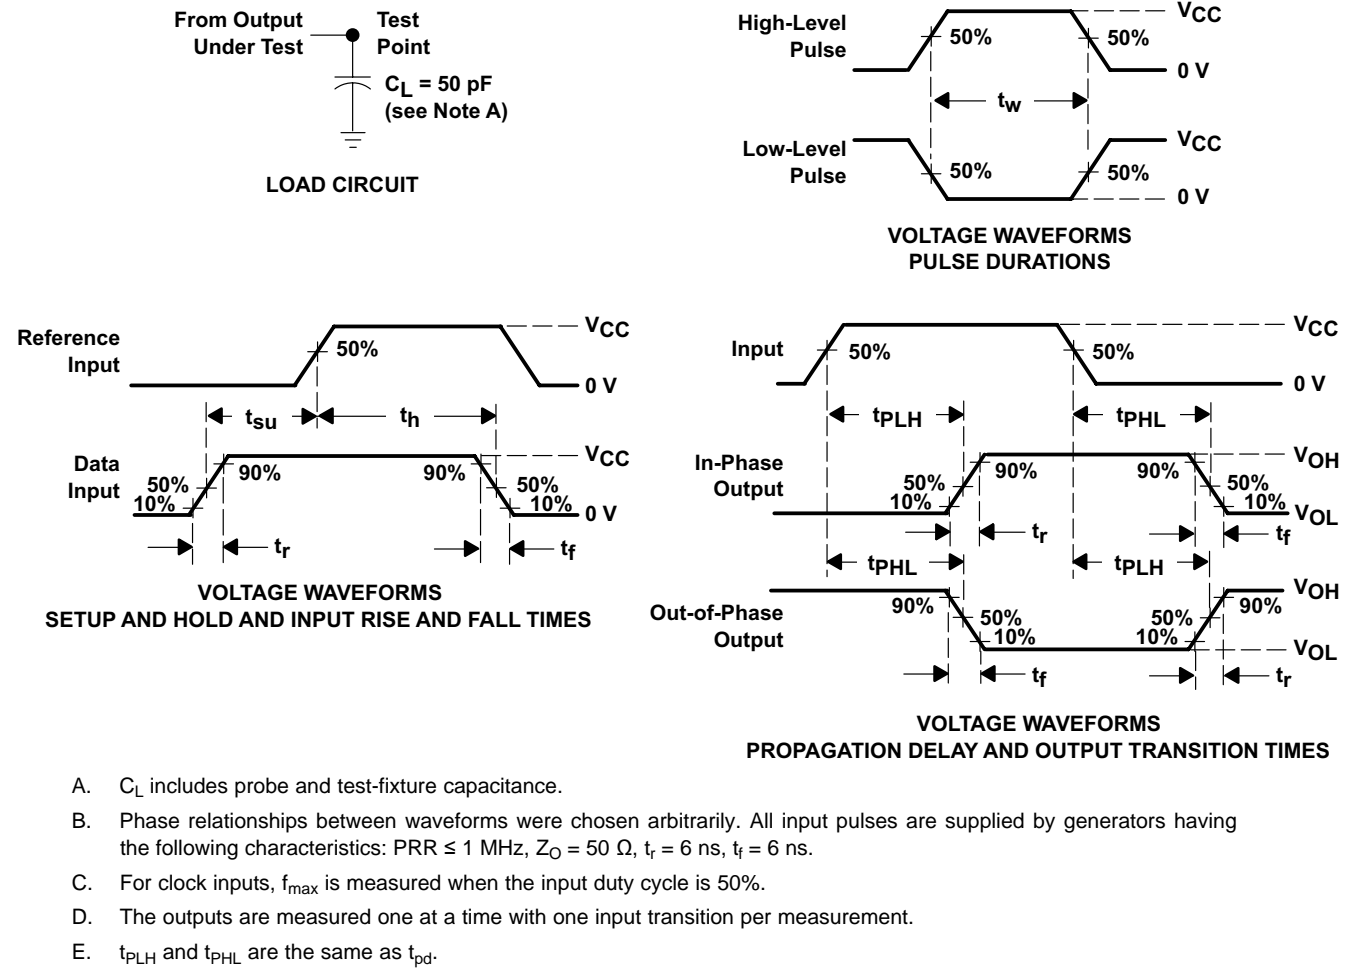 From Output
Under Test
Test
Point
CL = 50 pF
(see Note A)
LOAD CIRCUIT
High-Level
Pulse
50%
50%
VCC
0 V
tw
Low-Level
Pulse
50%
50%
VCC
0 V
VOLTAGE WAVEFORMS
PULSE DURATIONS
Reference
Input
50%
VCC
0 V
tsu
th
Data
Input
50%
10%
90%
90%
50%
10%
VCC
0 V
tr
tf
VOLTAGE WAVEFORMS
SETUP AND HOLD AND INPUT RISE AND FALL TIMES
Input
50%
50%
VCC
0 V
tPLH
tPHL
In-Phase
Output
50%
10%
90%
90%
50%
10%
VOH
VOL
tr
tf
tPHL
tPLH
Out-of-Phase
Output
90%
50%
10%
50%
10%
90%
VOH
VOL
tf
tr
VOLTAGE WAVEFORMS
PROPAGATION DELAY AND OUTPUT TRANSITION TIMES
A. CL includes probe and test-fixture capacitance.
B. Phase relationships between waveforms were chosen arbitrarily. All input pulses are supplied by generators having
the following characteristics: PRR ≤ 1 MHz, ZO = 50 Ω, tr = 6 ns, tf = 6 ns.
C. For clock inputs, fmax is measured when the input duty cycle is 50%.
D. The outputs are measured one at a time with one input transition per measurement.
E. tPLH and tPHL are the same as tpd.